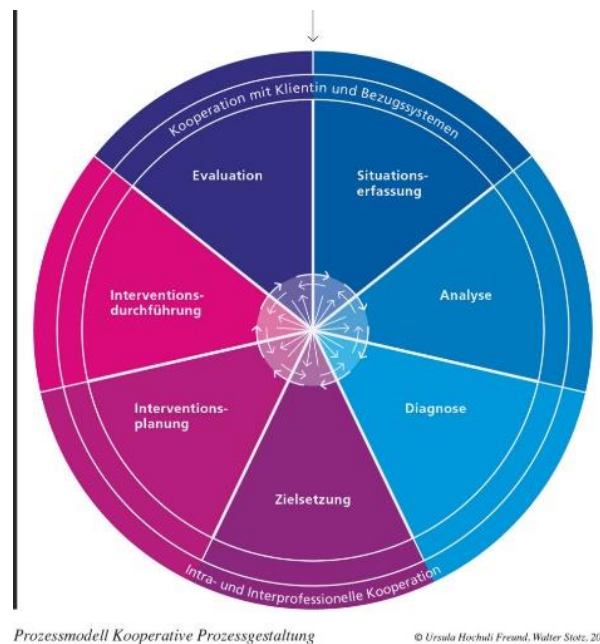 Kooperation mit Klientin und Bezugssystemen
Evaluation
Situations-
erfassung
Interventions-
durchführung
Analyse
Interventions-
planung
Diagnose
Zielsetzung
Intra- und Interprofessionelle Kooperation
Prozessmodell Kooperative Prozessgestaltung
© Ursula Hochuli Freund, Walter Stotz,